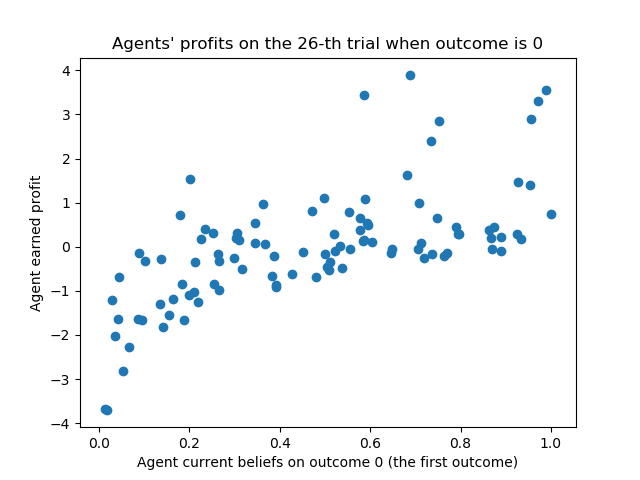 Agents' profits on the 26-th trial when outcome is 0
4
3
2
1
0
−1
−2
−3
−4
Agent earned profit
0.0 0.2 0.4 0.6 0.8 1.0
Agent current beliefs on outcome 0 (the first outcome)